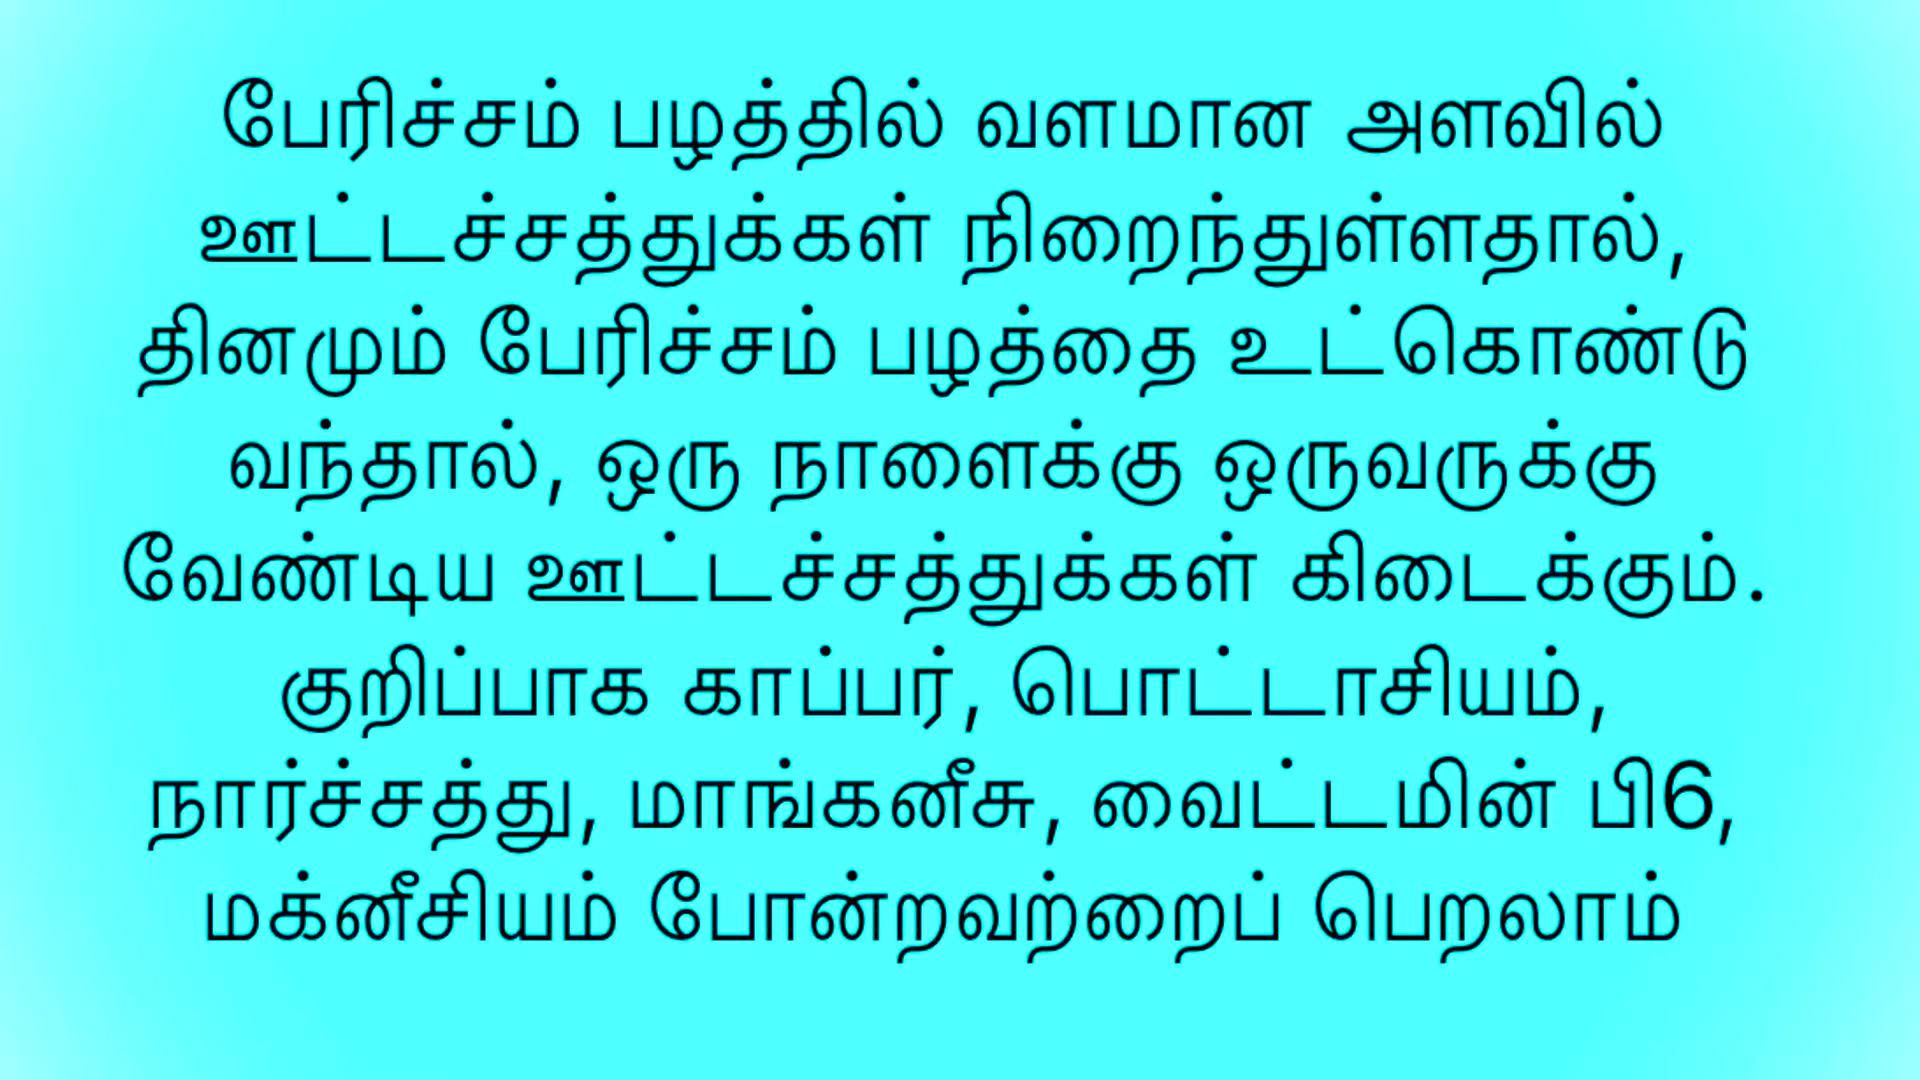 பேரிச்சம் பழத்தில் வளமான அளவில்
ஊட்டச்சத்துக்கள் நிறைந்துள்ளதால்,
தினமும் பேரிச்சம் பழத்தை உட்கொண்டு
வந்தால், ஒரு நாளைக்கு ஒருவருக்கு
வேண்டிய ஊட்டச்சத்துக்கள் கிடைக்கும்.
குறிப்பாக காப்பர், பொட்டாசியம்,
நார்ச்சத்து, மாங்கனீசு, வைட்டமின் பி6,
மக்னீசியம் போன்றவற்றைப் பெறலாம்